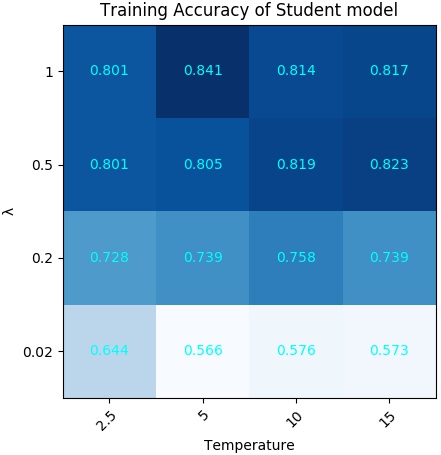 Training Accuracy of Student model
1 0.801 0.841 0.814 0.817
0.5 0.801 0.805 0.819 0.823
λ
0.2 0.728 0.739 0.758 0.739
0.02 0.644 0.566 0.576 0.573
2.5 5 10 15
Temperature